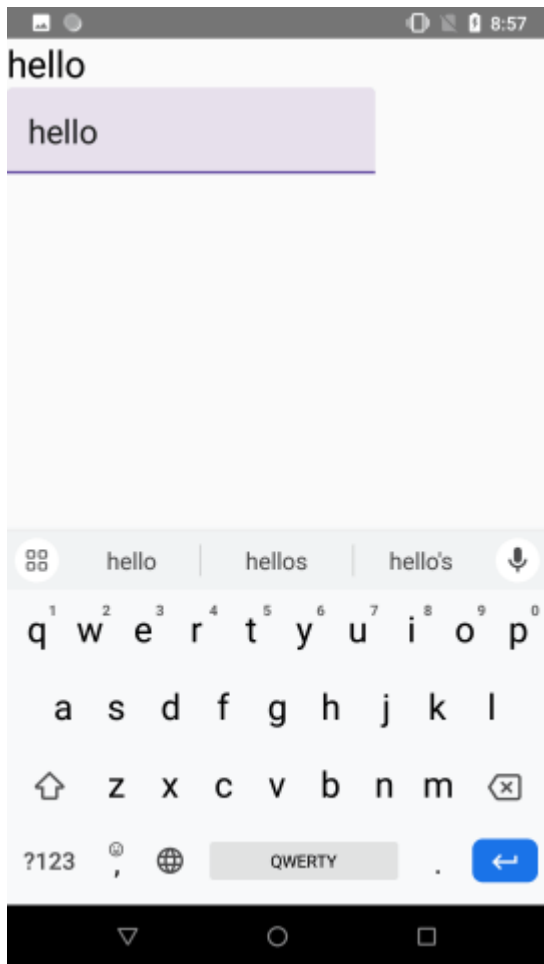 8:57
hello
hello
hello hellos hello's
1 2 3 4 5 6 7 8 9 0
q w e r t y u i o p
a s d f g h j k l
z x c v b n m
?123 , QWERTY .